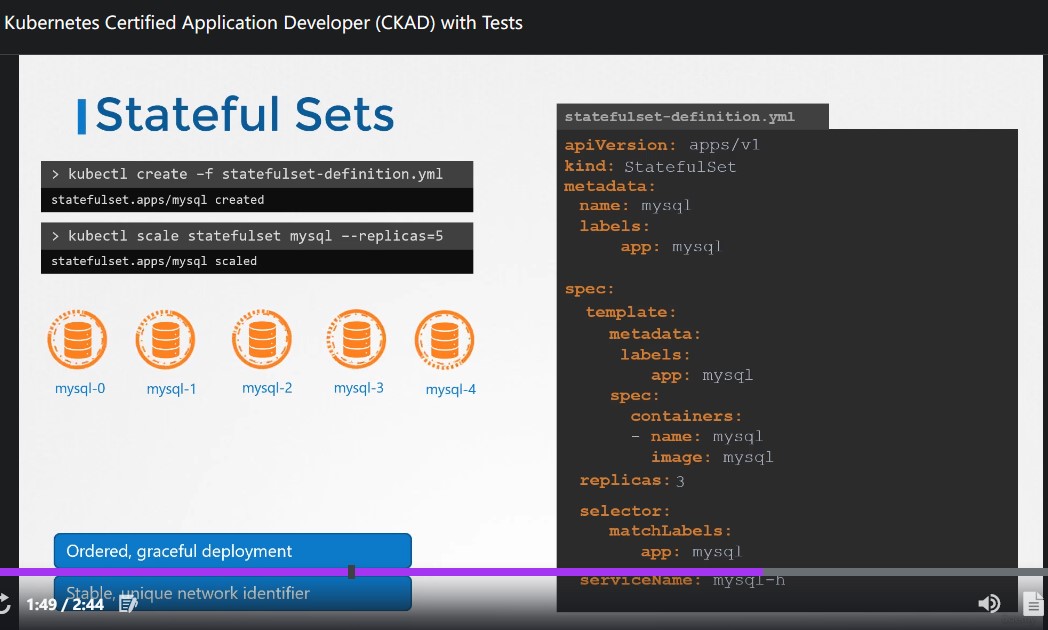 Kubernetes Certified Application Developer (CKAD) with Tests
Stateful Sets
> kubectl create -f statefulset-definition.yml
statefulset.apps/mysql created
> kubectl scale statefulset mysql --replicas=5
statefulset.apps/mysql scaled
mysql-0 mysql-1 mysql-2 mysql-3 mysql-4
Ordered, graceful deployment
Stable, unique network identifier
statefulset-definition.yml
apiVersion: apps/v1
kind: StatefulSet
metadata:
name: mysql
labels:
app: mysql
spec:
template:
metadata:
labels:
app: mysql
spec:
containers:
- name: mysql
image: mysql
replicas: 3
selector:
matchLabels:
app: mysql
serviceName: mysql-h
1:49 / 2:44